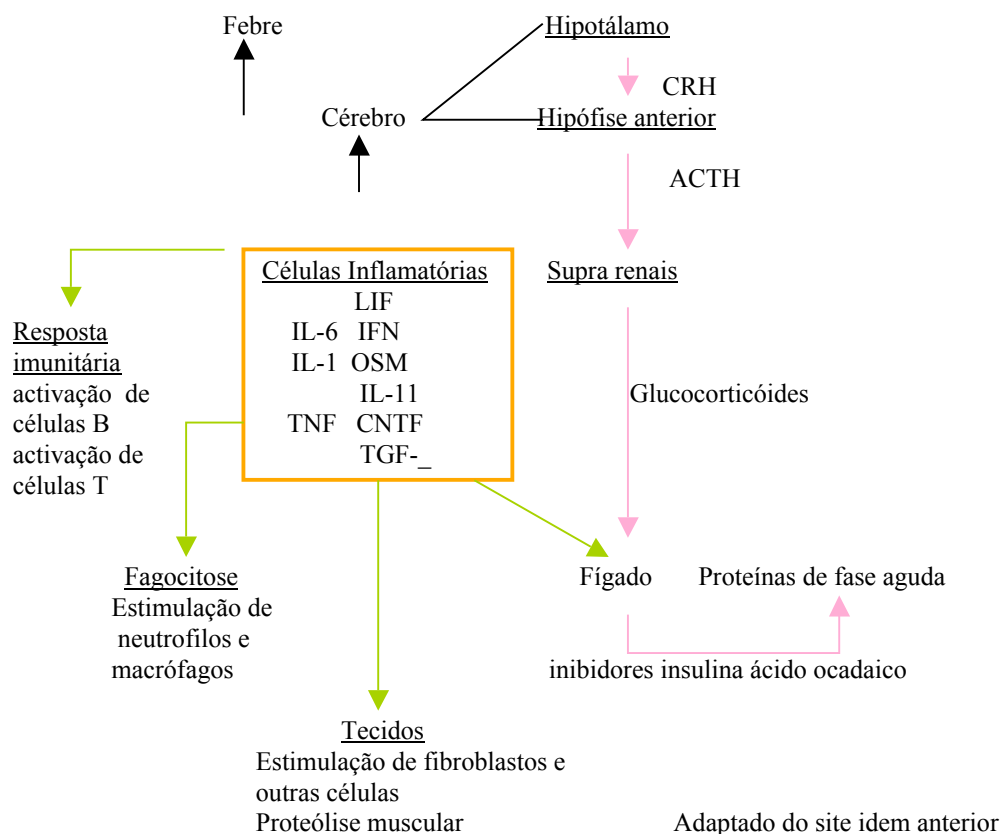 Febre
Hipotálamo
CRH
Cérebro
Hipófise anterior
ACTH
Células Inflamatórias
LIF
IL-6 IFN
IL-1 OSM
IL-11
TNF CNTF
TGF-_
Supra renais
Resposta
imunitária
activação de
células B
activação de
células T
Glucocorticóides
Fagocitose
Estimulação de
neutrofilos e
macrófagos
Fígado
Proteínas de fase aguda
inibidores insulina ácido ocadaico
Tecidos
Estimulação de fibroblastos e
outras células
Proteólise muscular
Adaptado do site idem anterior